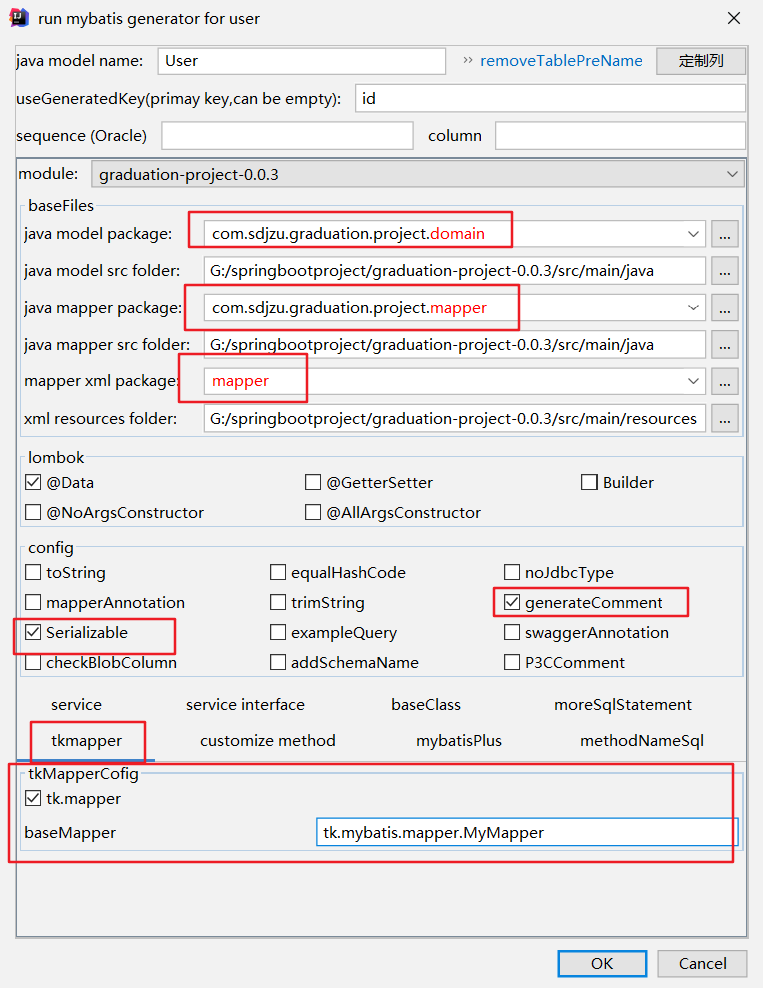 run mybatis generator for user
java model name: User >> removeTablePreName 定制列
useGeneratedKey(primay key,can be empty): id
sequence (Oracle) column
module: graduation-project-0.0.3
baseFiles
java model package: com.sdjzu.graduation.project.domain ...
java model src folder: G:/springbootproject/graduation-project-0.0.3/src/main/java ...
java mapper package: com.sdjzu.graduation.project.mapper ...
java mapper src folder: G:/springbootproject/graduation-project-0.0.3/src/main/java ...
mapper xml package: mapper ...
xml resources folder: G:/springbootproject/graduation-project-0.0.3/src/main/resources ...
lombok
@Data @GetterSetter Builder
@NoArgsConstructor @AllArgsConstructor
config
toString equalHashCode noJdbcType
mapperAnnotation trimString generateComment
Serializable exampleQuery swaggerAnnotation
checkBlobColumn addSchemaName P3CComment
service service interface baseClass moreSqlStatement
tkmapper customize method mybatisPlus methodNameSql
tkMapperCofig
tk.mapper
baseMapper tk.mybatis.mapper.MyMapper
OK Cancel